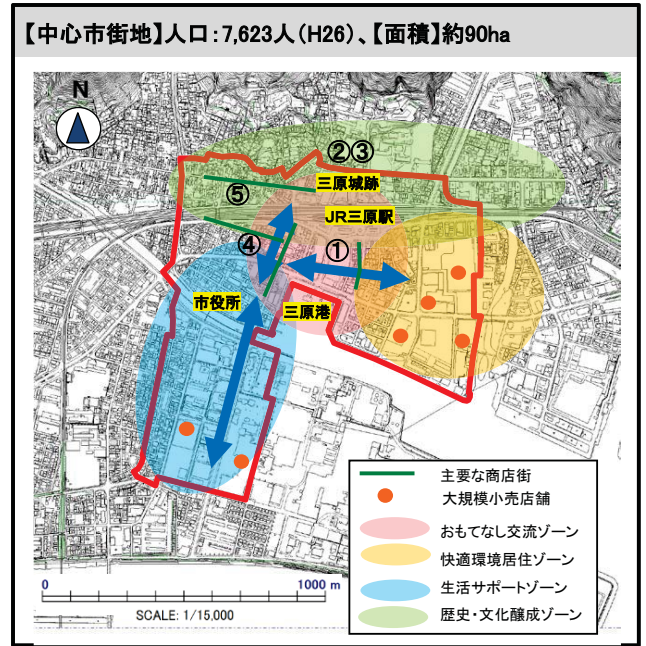 【中心市街地】人口：7,623人（H26）、【面積】約90ha
N
②③
⑤
三原城跡
JR三原駅
④
①
市役所
三原港
主要な商店街
大規模小売店舗
おもてなし交流ゾーン
快適環境居住ゾーン
生活サポートゾーン
歴史・文化醸成ゾーン
0 1000 m
SCALE: 1/15,000